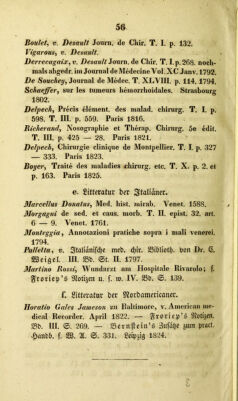 56
Boulet, v. Desault Journ. de Chir. T. I. p. 132.
Vigarous, v. Desault.
Derrecagaix, v. Desault Journ. de Chir. T. I. p. 268. noch-
mals abgedr. im Journal de Médecine Vol. XC Janv. 1792.
De Souchey, Journal de Médec. T. XLVIII. p. 114. 1794.
Schaeffer, sur les tumeurs hémorrhoidales. Strasbourg
1802.
Delpech, Précis élément. des malad. chirurg. T. I. p.
598. T. III. p. 559. Paris 1816.
Richerand, Nosographie et Thérap. Chirurg. 5e édit.
T. III. p. 425 — 28. Paris 1821.
Delpech, Chirurgie clinique de Montpellier. T. I. p. 327
— 333. Paris 1823.
Boyer, Traité des maladies chirurg. etc. T. X. p. 2. et
p. 163. Paris 1825.
e. Litteratur der Italiäner.
Marcellus Donatus, Med. hist. mirab. Venet. 1588.
Morgagni de sed. et caus. morb. T. II. epist. 32. art.
6 — 9. Venet. 1761.
Monteggia, Annotazioni pratiche sopra i mali venerei.
1794.
Palletta, v. Italiänische med. chir. Biblioth. von Dr. C.
Weigel. III. Bd. St. II. 1797.
Martino Rossi, Wundarzt am Hospitale Rivarolo; s.
Froriep's Notizen u. s. w. IV. Bd. S. 139.
f. Litteratur der Nordamericaner.
Horatio Gales Jameson zu Baltimore, v. American me-
dical Recorder. April 1822. — Froriep's Notizen.
Bd. III S. 269. — Bernstein's Zusätze zum pract.
Handb. f. W. A. S. 331. Leipzig 1824.